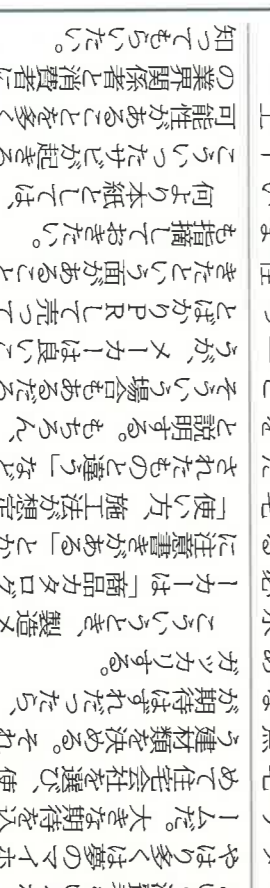 やはり多くは夢のマイホ
ームだ。大きな期待を込
めて住宅会社を選び、使
う建材類を決める。それ
が期待はずれだったら、
ガッカリする。
こういうとき、製造メ
ーカーは「商品カタログ
に注意書きがある」とか
「使い方、施工法が想定
されたものと違う」など
と説明する。もちろん、
そういう場合もあるだろ
うが、メーカーは良いこ
とばかりPRして売って
きたという面があること
も指摘しておきたい。
何より本紙としては、
こういったサビが起きる
可能性があることを多く
の業界関係者と消費者に
知ってもらいたい。